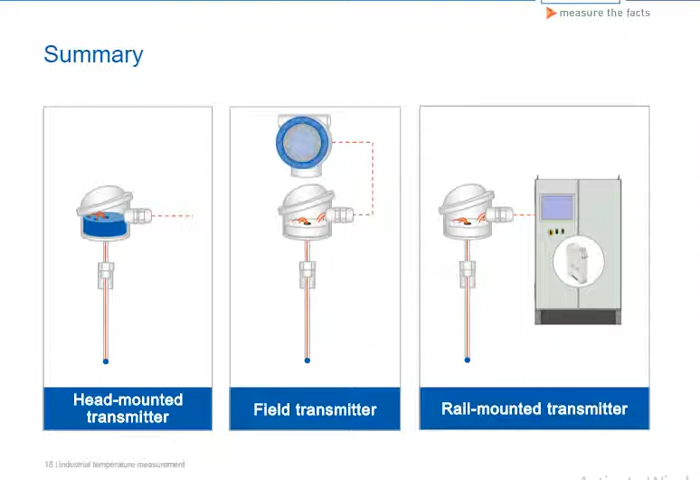 measure the facts
Summary
Head-mounted
transmitter
Field transmitter
Rail-mounted transmitter
18 | Industrial temperature measurement